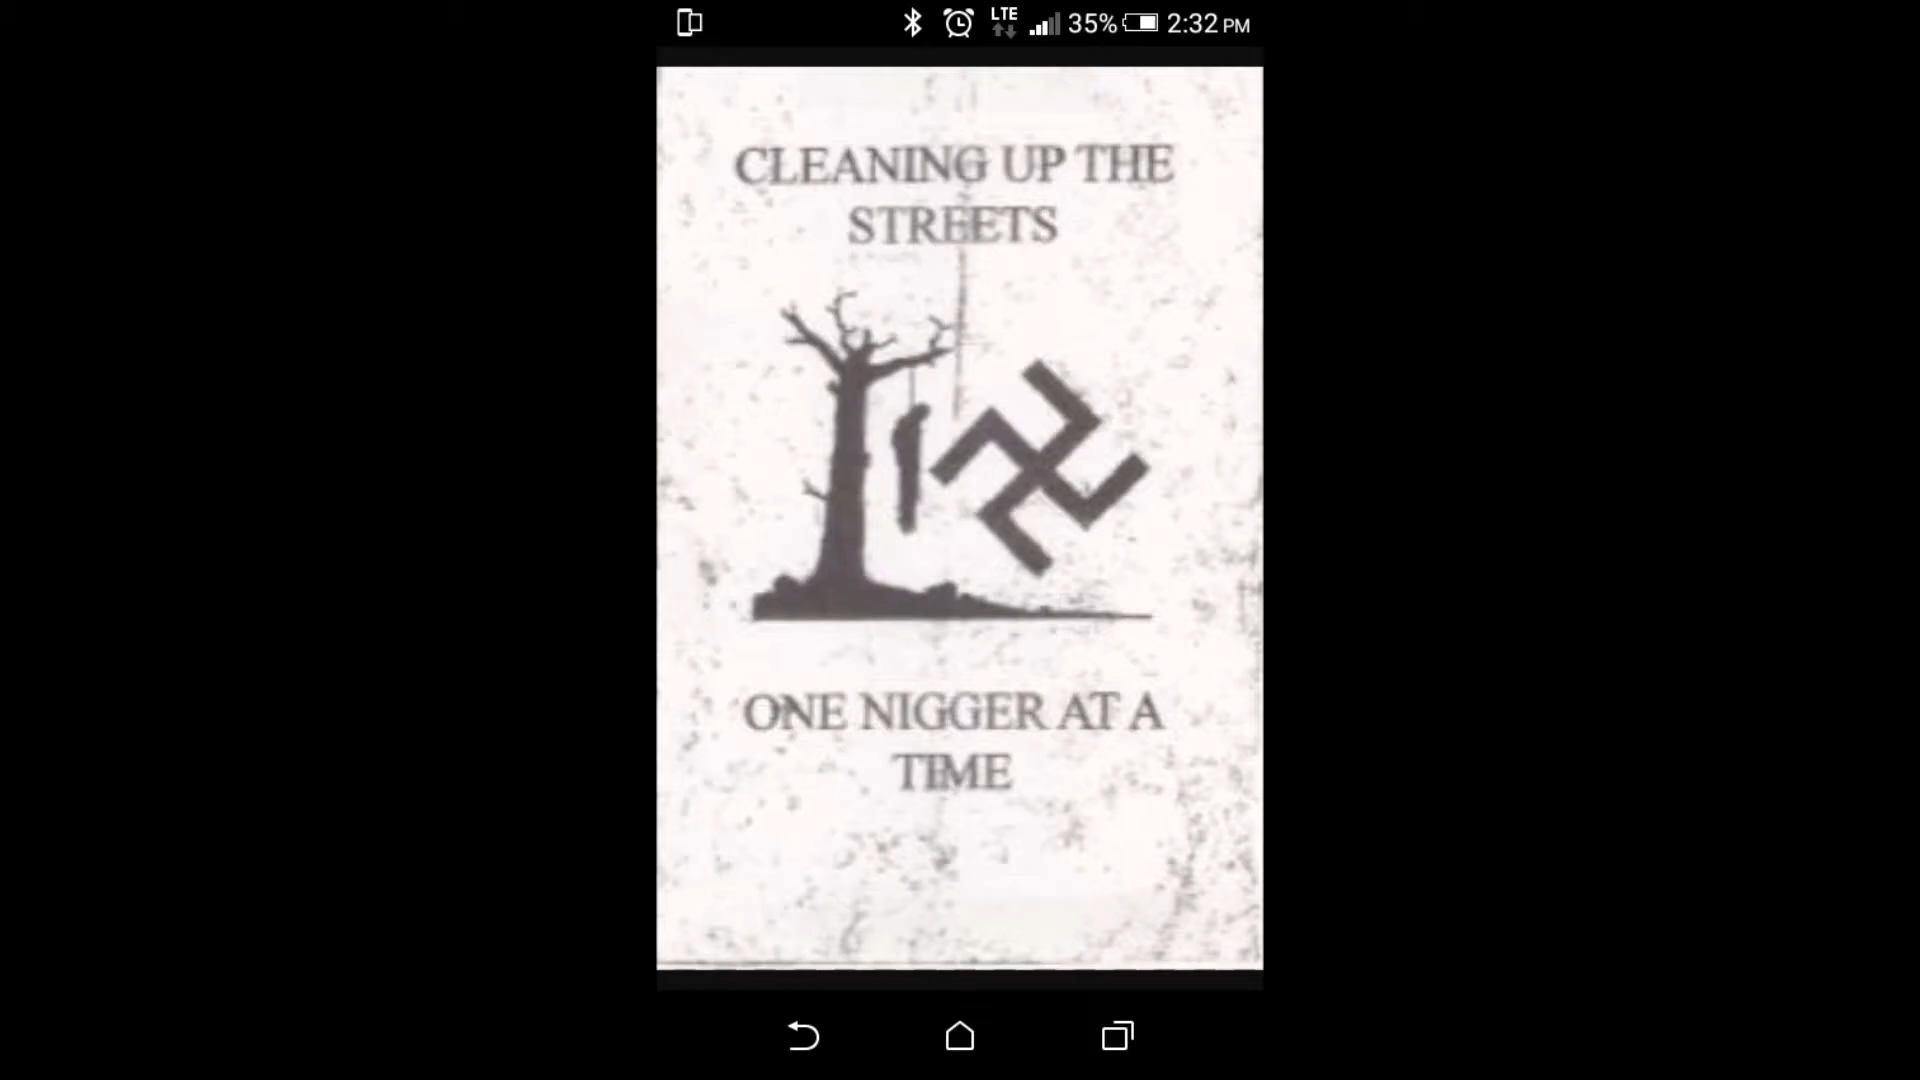 LTE 35% 2:32 PM
CLEANING UP THE
STREETS
ONE NIGGER AT A
TIME